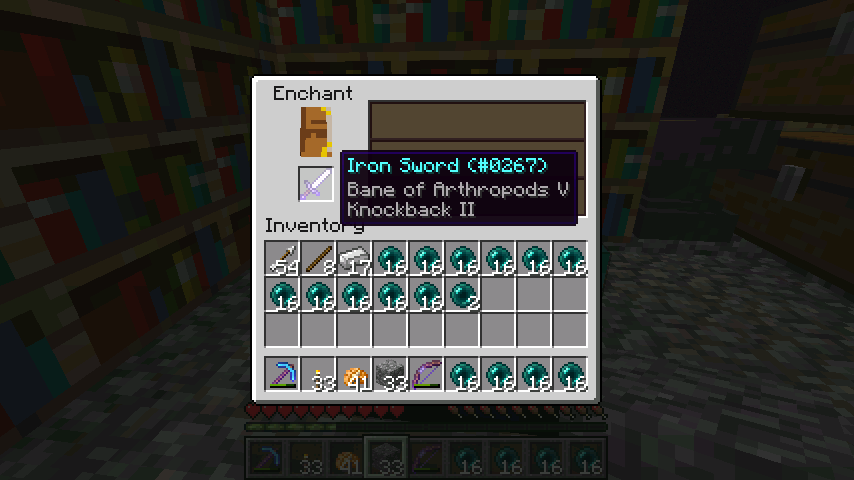 Enchant
Iron Sword (#0267)
Bane of Arthropods V
Knockback II
Inventory
54 8 17 16 16 16 16 16 16
16 16 16 16 16 2
33 41 33 16 16 16 16
33 41 33 16 16 16 16